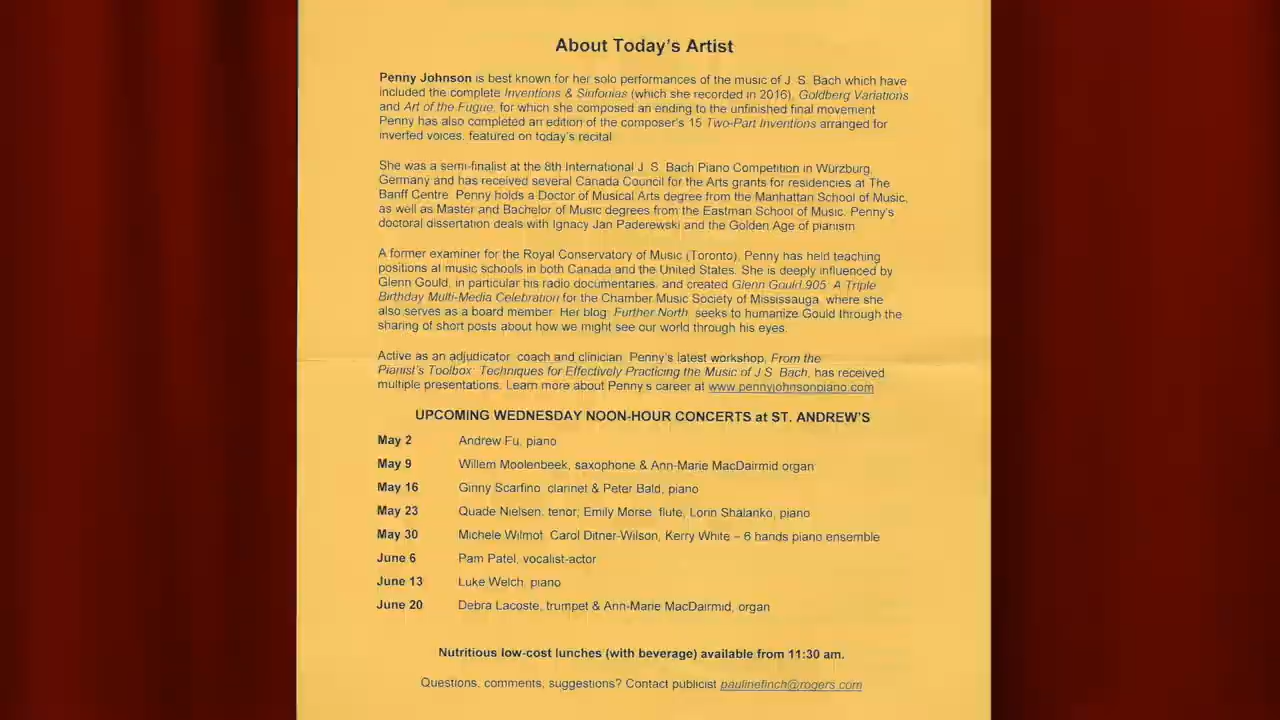 About Today's Artist
Penny Johnson is best known for her solo performances of the music of J. S. Bach which have
included the complete Inventions & Sinfonias (which she recorded in 2016), Goldberg Variations
and Art of the Fugue, for which she composed an ending to the unfinished final movement
Penny has also completed an edition of the composer's 15 Two-Part Inventions arranged for
inverted voices, featured on today's recital
She was a semi-finalist at the 8th International J. S. Bach Piano Competition in Würzburg,
Germany and has received several Canada Council for the Arts grants for residencies at The
Banff Centre. Penny holds a Doctor of Musical Arts degree from the Manhattan School of Music,
as well as Master and Bachelor of Music degrees from the Eastman School of Music. Penny's
doctoral dissertation deals with Ignacy Jan Paderewski and the Golden Age of pianism
A former examiner for the Royal Conservatory of Music (Toronto), Penny has held teaching
positions at music schools in both Canada and the United States. She is deeply influenced by
Glenn Gould, in particular his radio documentaries, and created Glenn Gould.905: A Triple
Birthday Multi-Media Celebration for the Chamber Music Society of Mississauga, where she
also serves as a board member. Her blog, Further North, seeks to humanize Gould through the
sharing of short posts about how we might see our world through his eyes.
Active as an adjudicator, coach and clinician, Penny's latest workshop, From the
Pianist's Toolbox: Techniques for Effectively Practicing the Music of J.S. Bach, has received
multiple presentations. Learn more about Penny's career at www.pennyjohnsonpiano.com
UPCOMING WEDNESDAY NOON-HOUR CONCERTS at ST. ANDREW'S
May 2 Andrew Fu, piano
May 9 Willem Moolenbeek, saxophone & Ann-Marie MacDairmid organ
May 16 Ginny Scarfino, clarinet & Peter Bald, piano
May 23 Quade Nielsen, tenor; Emily Morse, flute, Lorin Shalanko, piano
May 30 Michele Wilmot, Carol Ditner-Wilson, Kerry White – 6 hands piano ensemble
June 6 Pam Patel, vocalist-actor
June 13 Luke Welch, piano
June 20 Debra Lacoste, trumpet & Ann-Marie MacDairmid, organ
Nutritious low-cost lunches (with beverage) available from 11:30 am.
Questions, comments, suggestions? Contact publicist paulinefinch@rogers.com